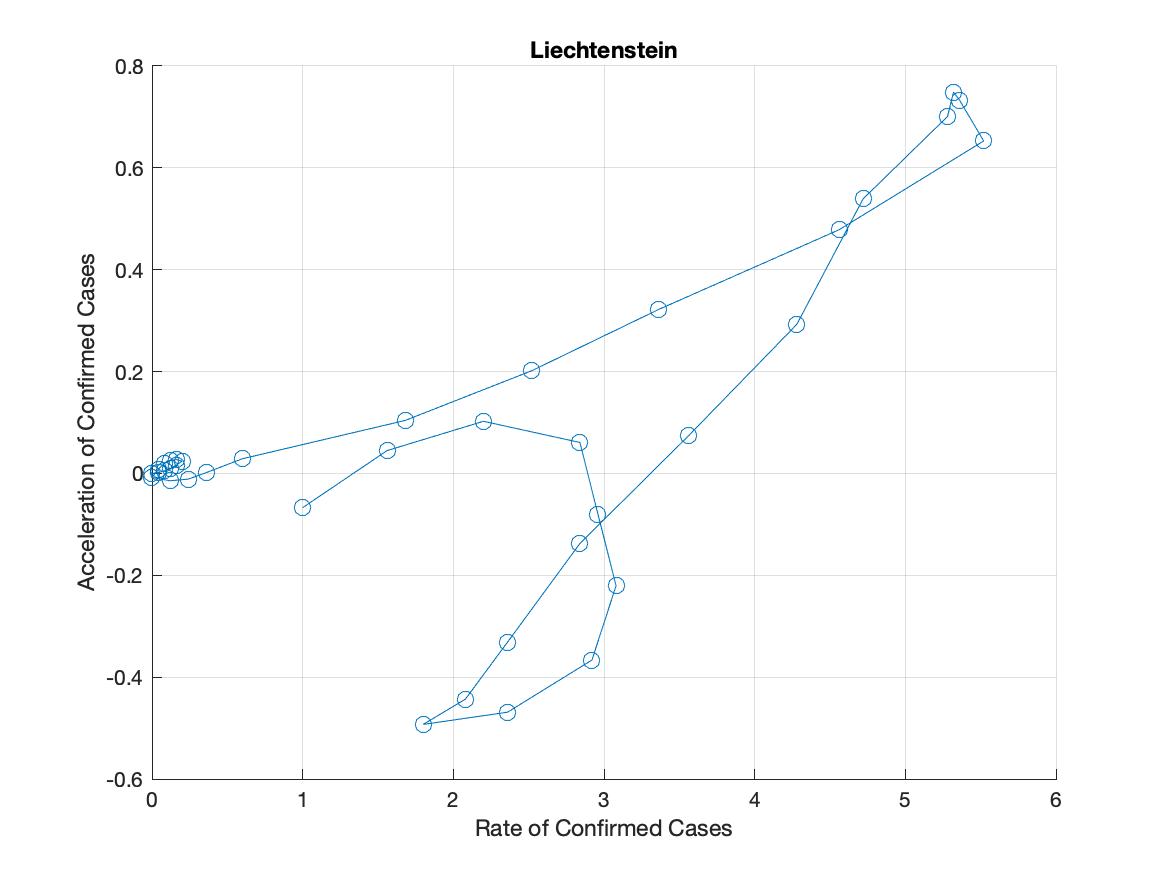 Liechtenstein
0.8
0.6
0.4
0.2
0
-0.2
-0.4
-0.6
Acceleration of Confirmed Cases
0 1 2 3 4 5 6
Rate of Confirmed Cases